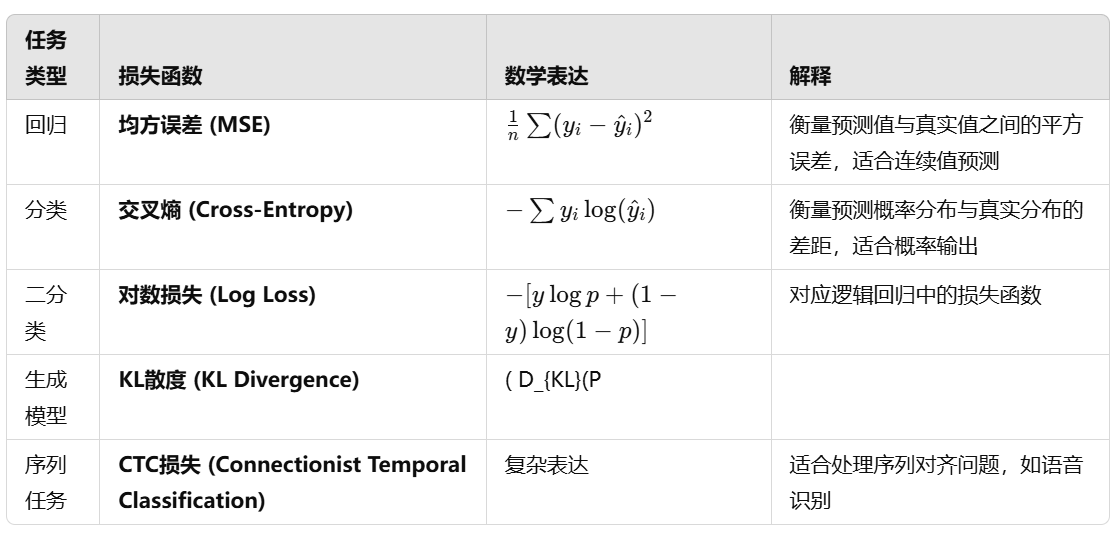 任务
类型 损失函数 数学表达 解释
回归 均方误差 (MSE) \frac{1}{n} \sum (y_i - \hat{y}_i)^2 衡量预测值与真实值之间的平方
误差，适合连续值预测
分类 交叉熵 (Cross-Entropy) - \sum y_i \log(\hat{y}_i) 衡量预测概率分布与真实分布的
差距，适合概率输出
二分 对数损失 (Log Loss) -[y \log p + (1 - 对应逻辑回归中的损失函数
类 y) \log(1 - p)]
生成 KL散度 (KL Divergence) ( D_{KL}(P
模型
序列 CTC损失 (Connectionist Temporal 复杂表达 适合处理序列对齐问题，如语音
任务 Classification) 识别